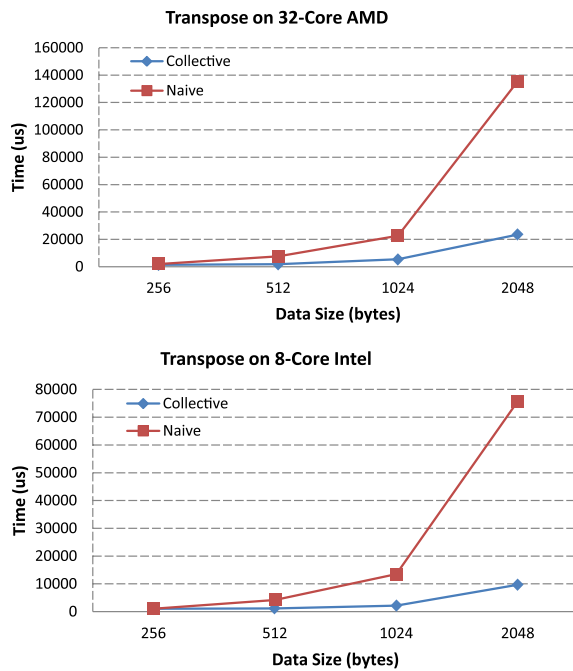 Transpose on 32-Core AMD
160000
140000
120000
100000
80000
60000
40000
20000
0
Time (us)
Collective
Naive
256 512 1024 2048
Data Size (bytes)
Transpose on 8-Core Intel
80000
70000
60000
50000
40000
30000
20000
10000
0
Time (us)
Collective
Naive
256 512 1024 2048
Data Size (bytes)